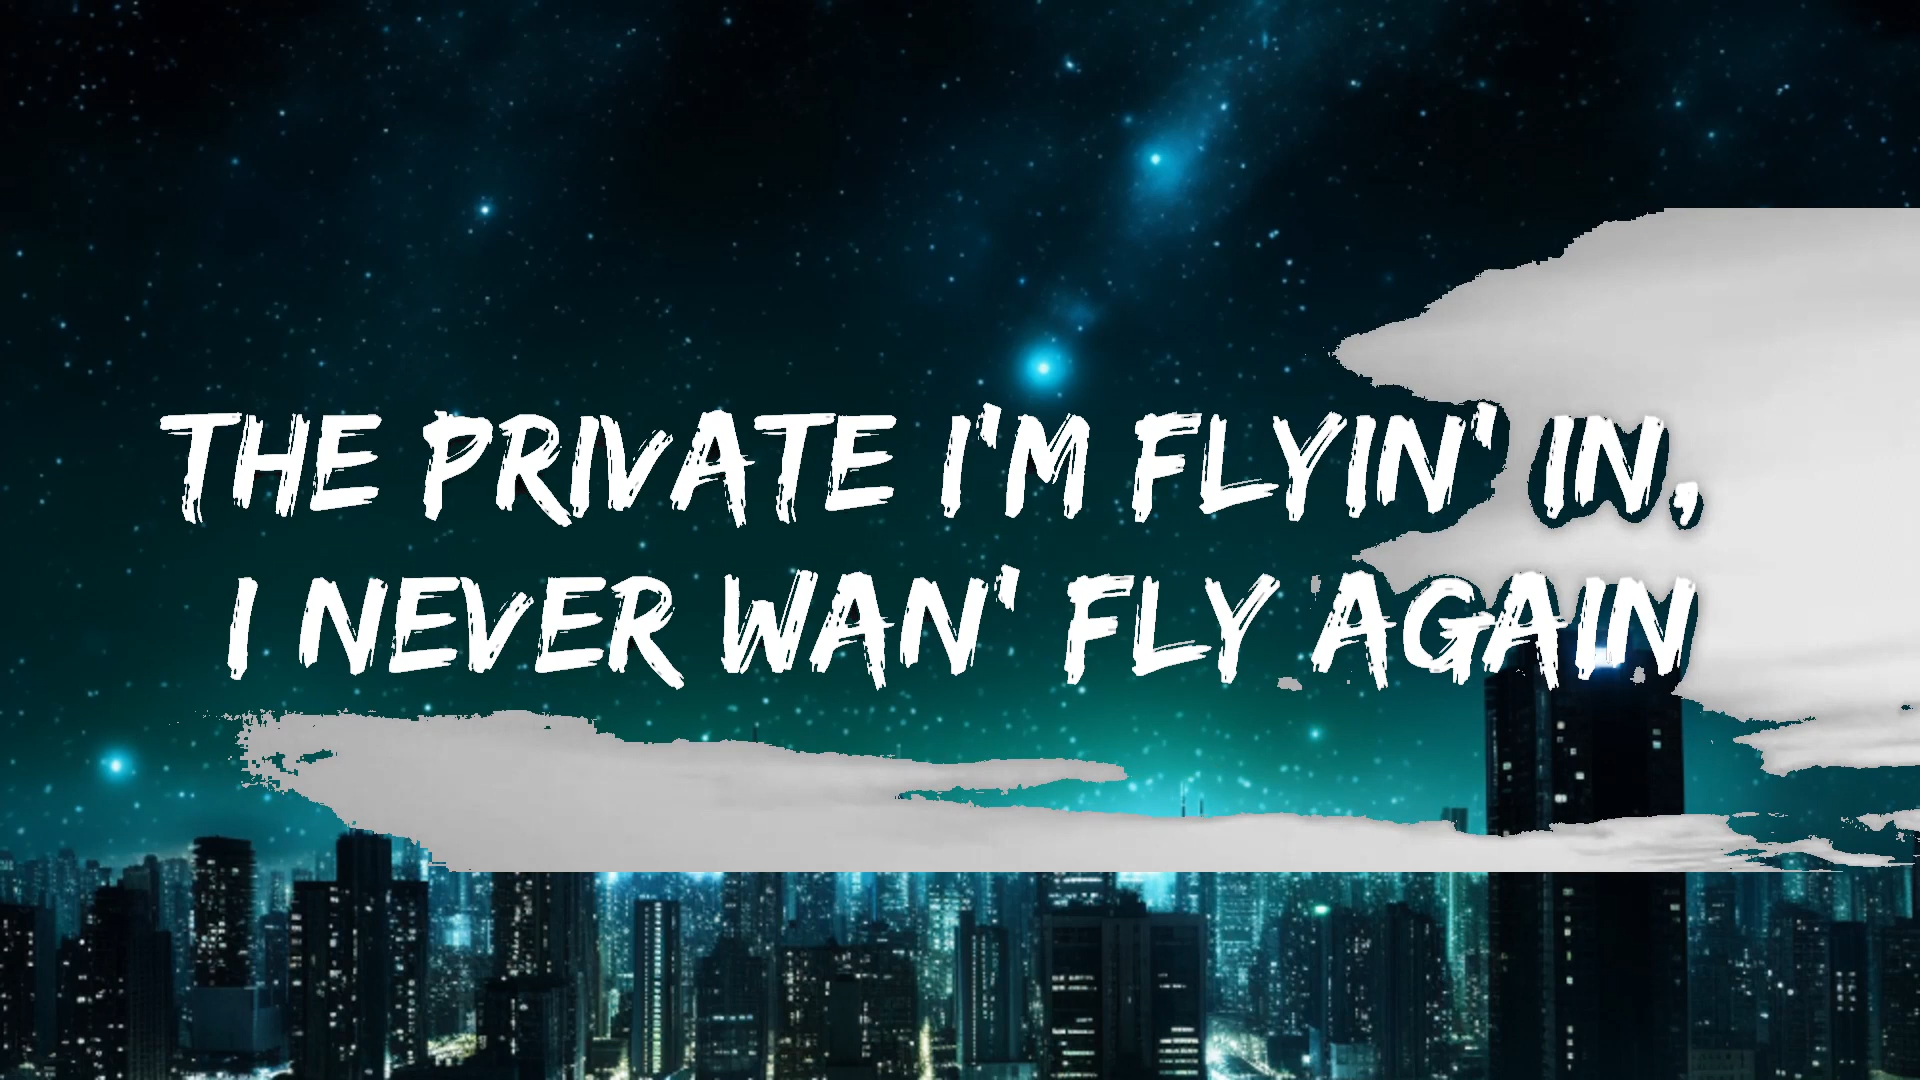 THE PRIVATE I'M FLYIN' IN,
I NEVER WAN' FLY AGAIN